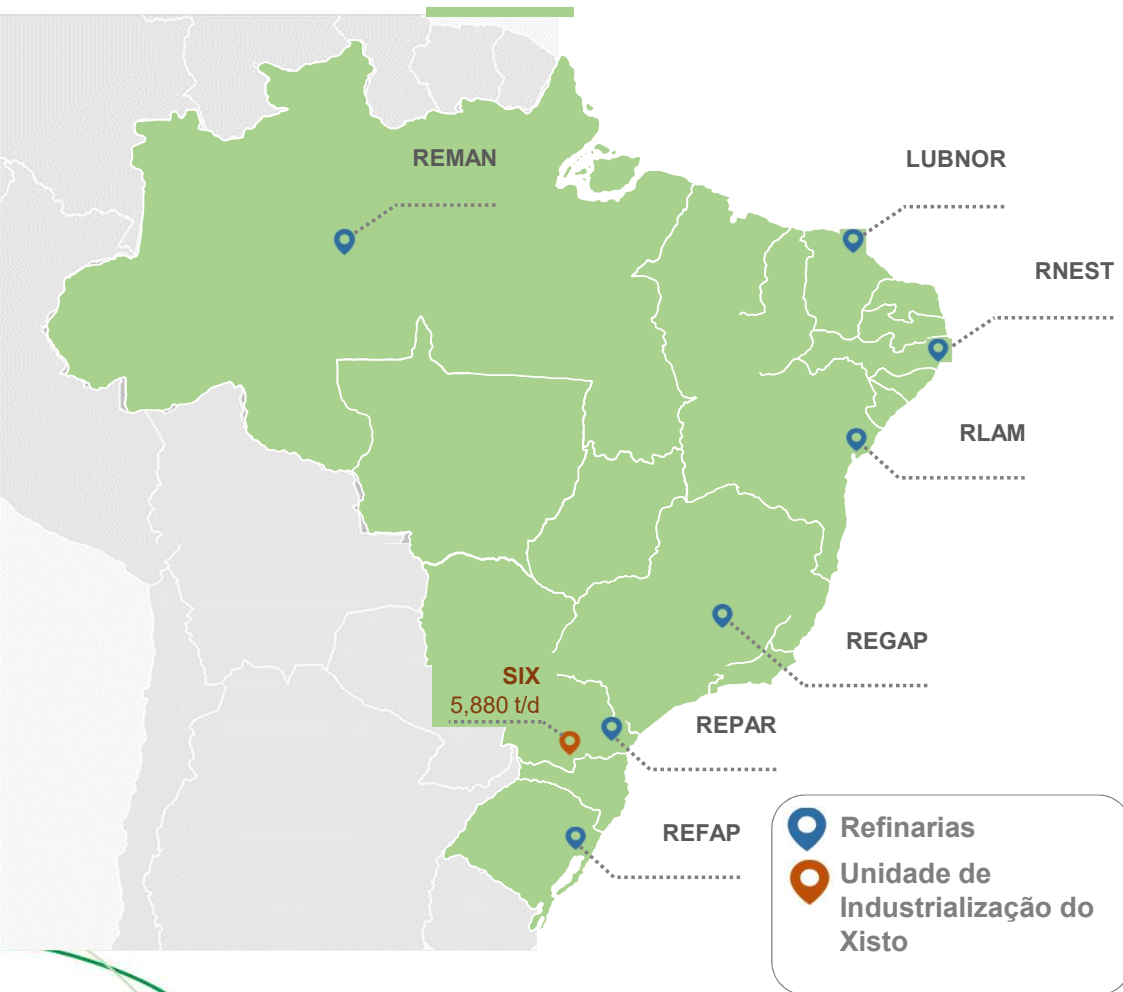 REMAN
LUBNOR
RNEST
RLAM
REGAP
SIX
5,880 t/d
REPAR
REFAP
Refinarias
Unidade de
Industrialização do
Xisto